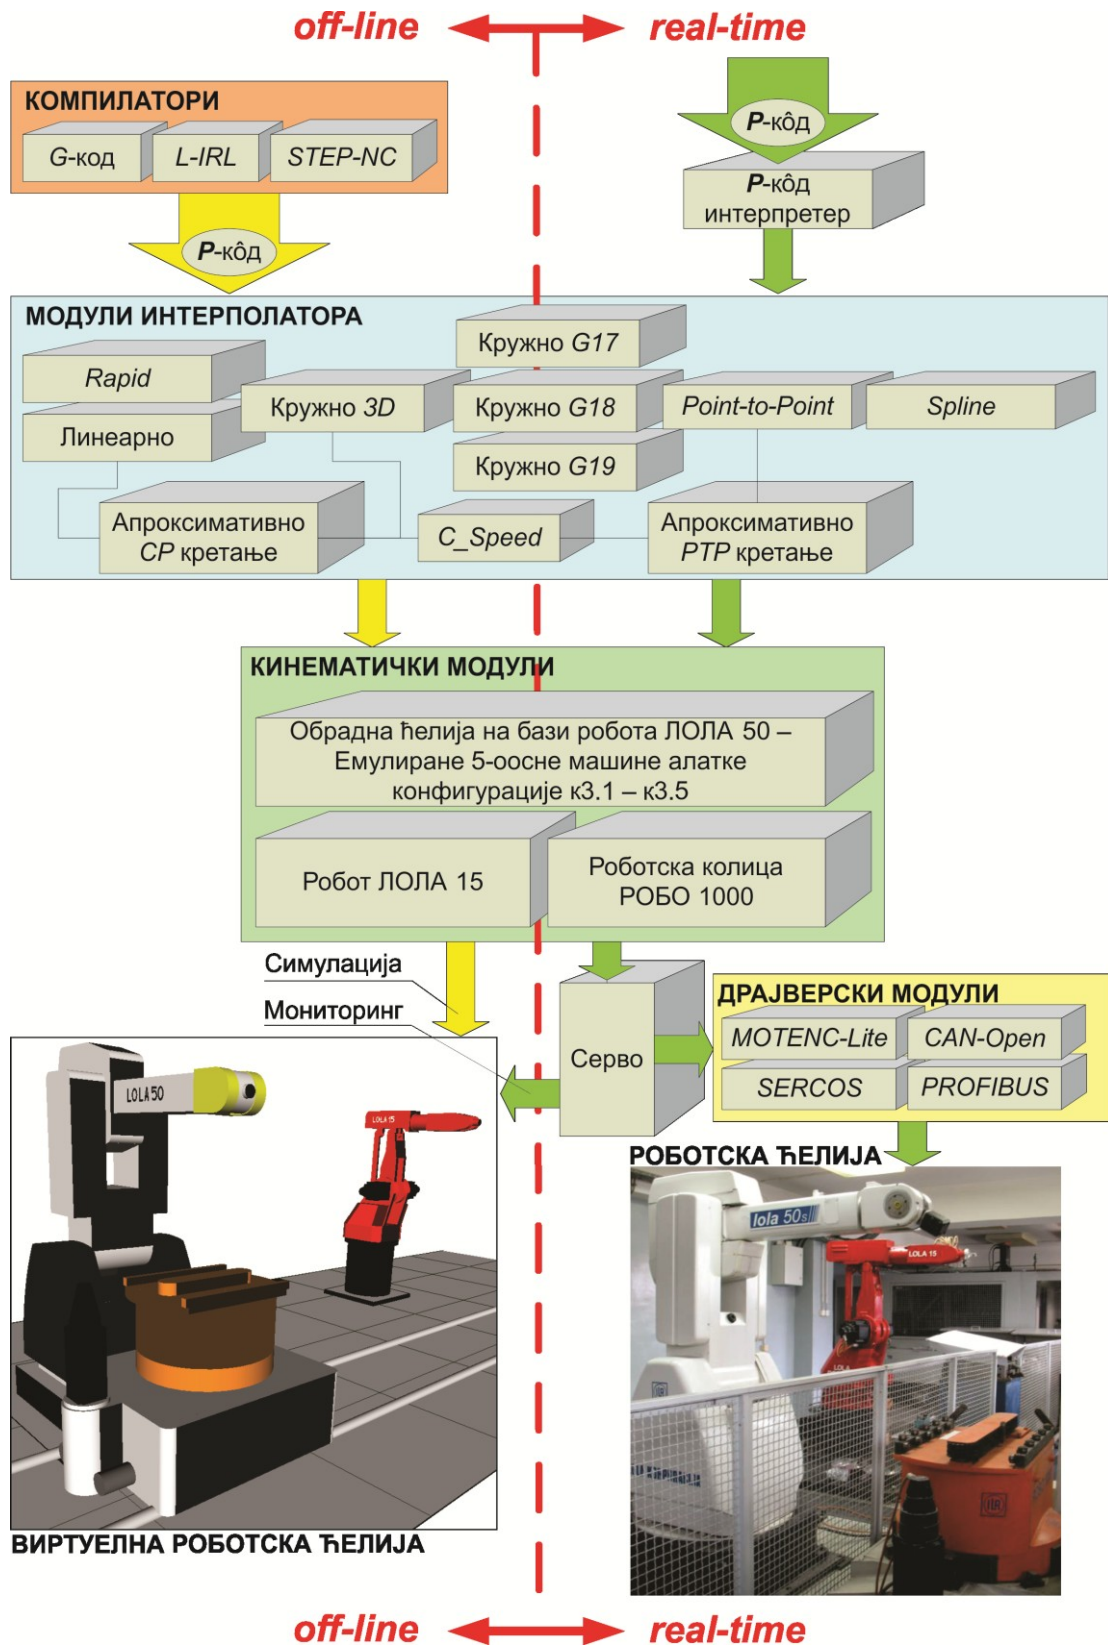 off-line real-time
КОМПИЛАТОРИ
G-код L-IRL STEP-NC
P-кôд
P-кôд
P-кôд
интерпретер
МОДУЛИ ИНТЕРПОЛАТОРА
Кружно G17
Rapid
Кружно 3D
Кружно G18
Point-to-Point
Spline
Линеарно
Кружно G19
Апроксимативно
CP кретање
C_Speed
Апроксимативно
PTP кретање
КИНЕМАТИЧКИ МОДУЛИ
Обрадна ћелија на бази робота ЛОЛА 50 –
Емулиране 5-оосне машине алатке
конфигурације к3.1 – к3.5
Робот ЛОЛА 15
Роботска колица
РОБО 1000
Симулација
Мониторинг
Серво
ДРАЈВЕРСКИ МОДУЛИ
MOTENC-Lite CAN-Open
SERCOS PROFIBUS
LOLA 50
LOLA 15
РОБОТСКА ЋЕЛИЈА
lola 50s
LOLA 15
LOLA
ВИРТУЕЛНА РОБОТСКА ЋЕЛИЈА
off-line real-time